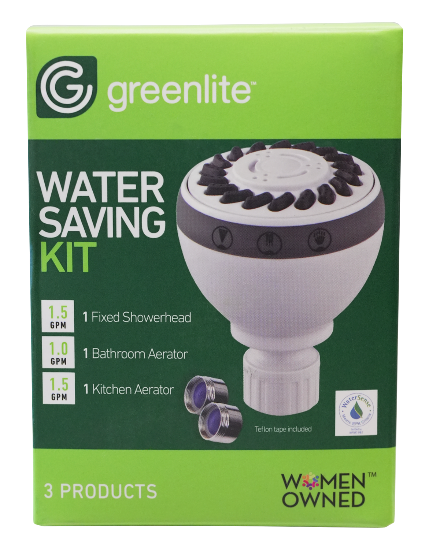 greenlite™
WATER
SAVING
KIT
1.5
GPM
1 Fixed Showerhead
1.0
GPM
1 Bathroom Aerator
1.5
GPM
1 Kitchen Aerator
Teflon tape included
WaterSense
3 PRODUCTS
WOMEN™
OWNED